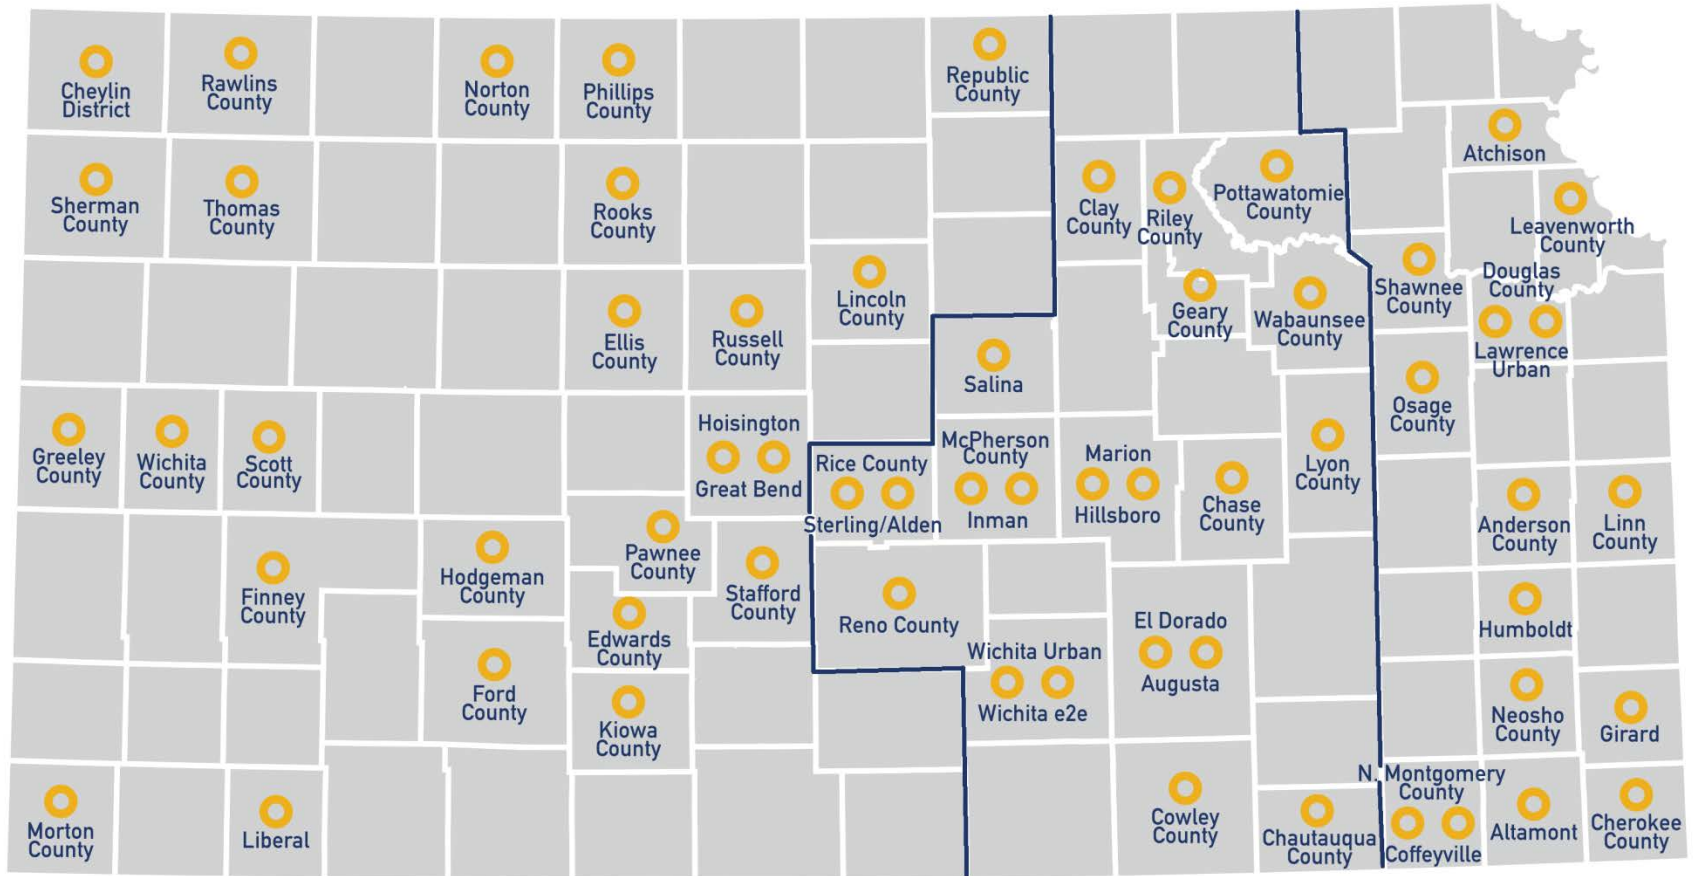 Cheylin
District
Rawlins
County
Norton
County
Phillips
County
Republic
County
Atchison
Sherman
County
Thomas
County
Rooks
County
Clay
County
Riley
County
Pottawatomie
County
Leavenworth
County
Lincoln
County
Ellis
County
Russell
County
Geary
County
Wabaunsee
County
Shawnee
County
Douglas
County
Lawrence
Urban
Salina
Osage
County
Greeley
County
Wichita
County
Scott
County
Hoisington
Great Bend
Rice County
Sterling/Alden
McPherson
County
Inman
Marion
Hillsboro
Chase
County
Lyon
County
Anderson
County
Linn
County
Finney
County
Hodgeman
County
Pawnee
County
Stafford
County
Edwards
County
Reno County
Humboldt
Ford
County
Kiowa
County
Wichita Urban
Wichita e2e
El Dorado
Augusta
Neosho
County
Girard
Morton
County
Liberal
Cowley
County
Chautauqua
County
N. Montgomery
County
Coffeyville
Altamont
Cherokee
County